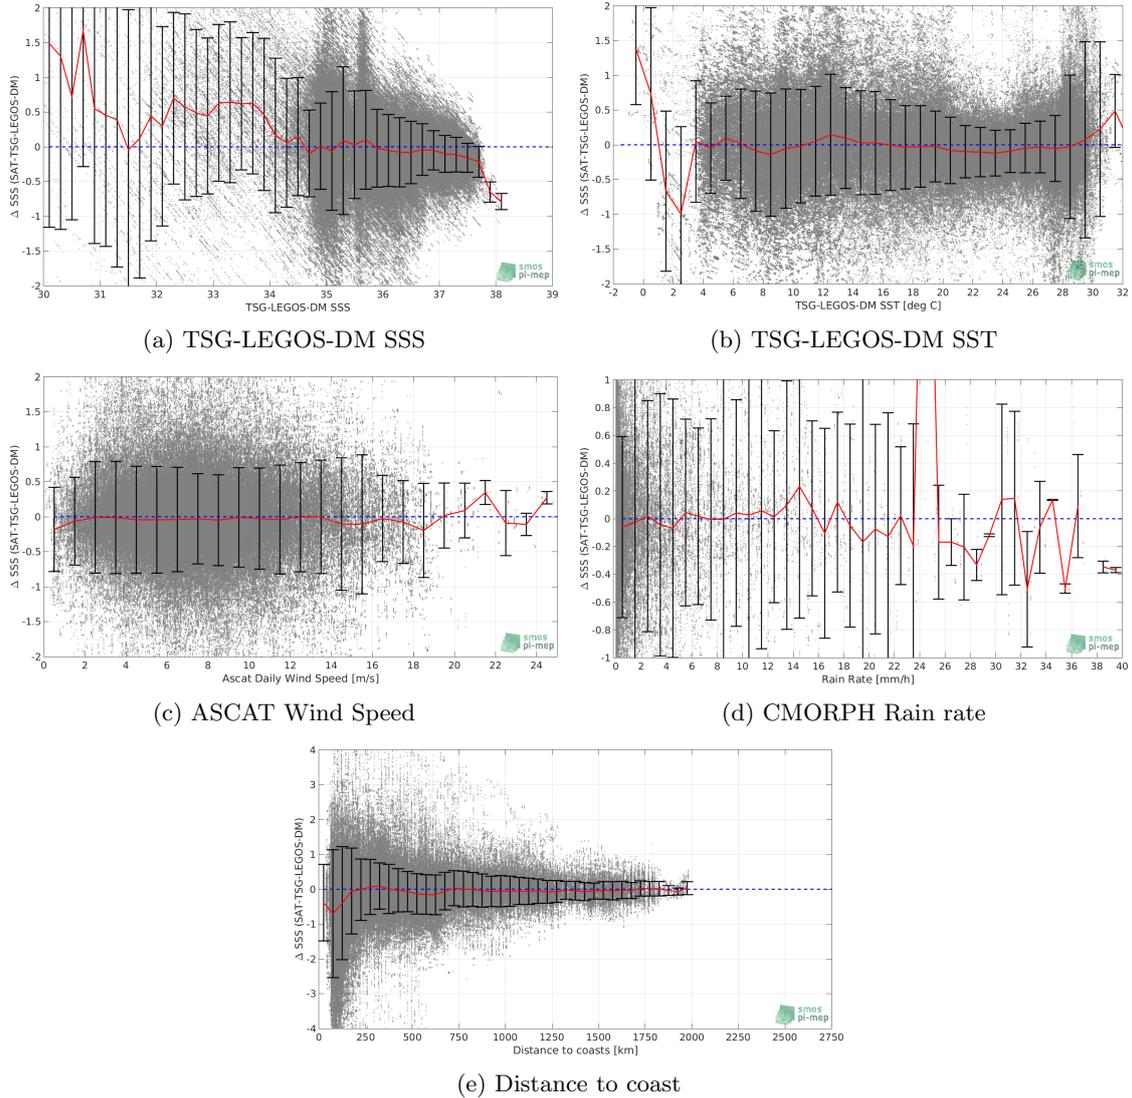 2
1.5
1
0.5
0
-0.5
-1
-1.5
-2
Δ SSS (SAT-TSG-LEGOS-DM)
30 31 32 33 34 35 36 37 38 39
TSG-LEGOS-DM SSS
smos
pi-mep
(a) TSG-LEGOS-DM SSS
2
1.5
1
0.5
0
-0.5
-1
-1.5
-2
Δ SSS (SAT-TSG-LEGOS-DM)
-2 0 2 4 6 8 10 12 14 16 18 20 22 24 26 28 30 32
TSG-LEGOS-DM SST [deg C]
smos
pi-mep
(b) TSG-LEGOS-DM SST
2
1.5
1
0.5
0
-0.5
-1
-1.5
-2
Δ SSS (SAT-TSG-LEGOS-DM)
0 2 4 6 8 10 12 14 16 18 20 22 24
Ascat Daily Wind Speed [m/s]
smos
pi-mep
(c) ASCAT Wind Speed
1
0.8
0.6
0.4
0.2
0
-0.2
-0.4
-0.6
-0.8
-1
Δ SSS (SAT-TSG-LEGOS-DM)
0 2 4 6 8 10 12 14 16 18 20 22 24 26 28 30 32 34 36 38 40
Rain Rate [mm/h]
smos
pi-mep
(d) CMORPH Rain rate
4
3
2
1
0
-1
-2
-3
-4
Δ SSS (SAT-TSG-LEGOS-DM)
0 250 500 750 1000 1250 1500 1750 2000 2250 2500 2750
Distance to coasts [km]
smos
pi-mep
(e) Distance to coast